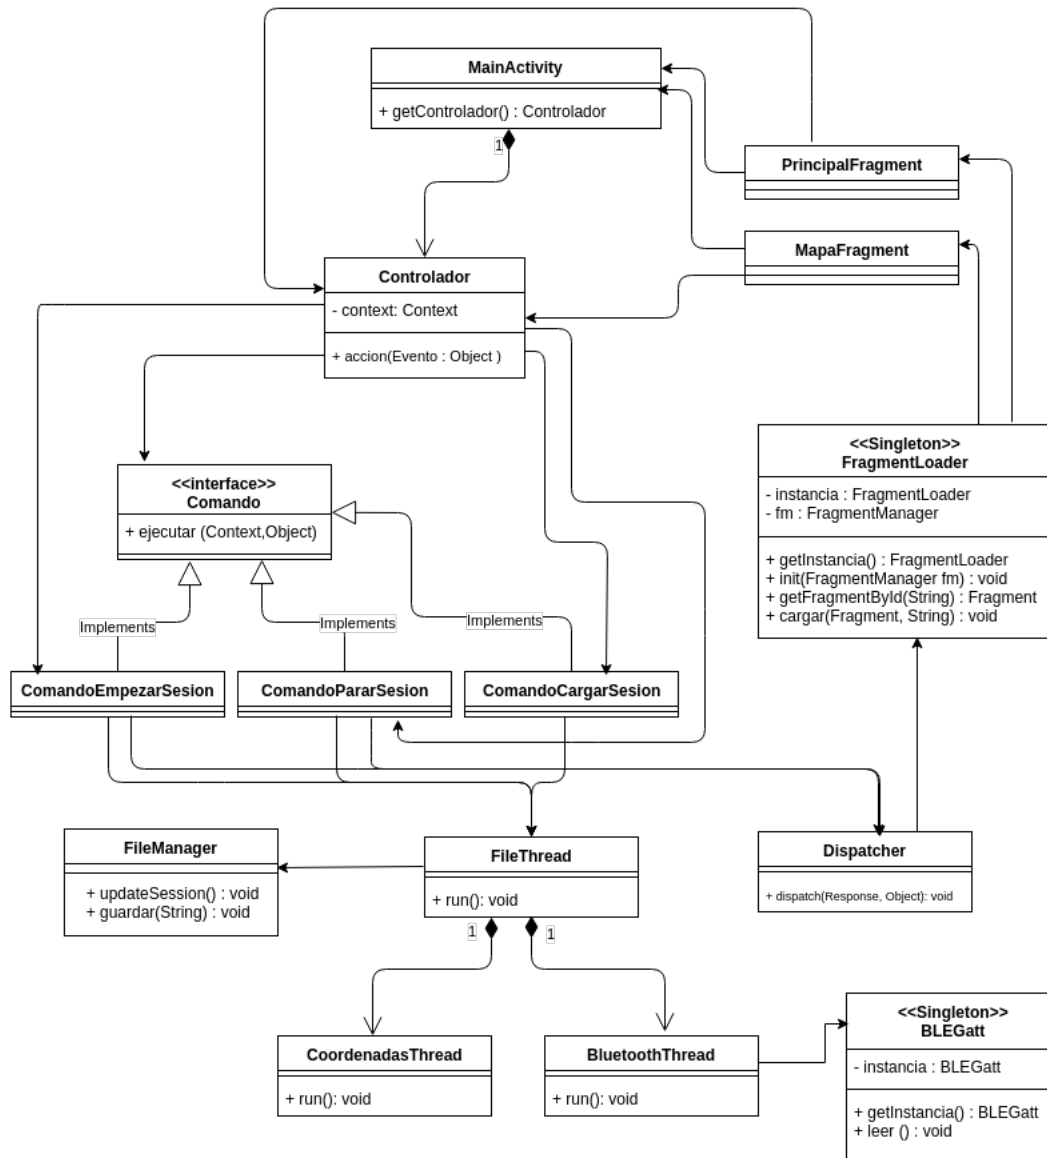 MainActivity
+ getControlador() : Controlador
1
PrincipalFragment
MapaFragment
Controlador
- context: Context
+ accion(Evento : Object )
<<interface>>
Comando
+ ejecutar (Context,Object)
<<Singleton>>
FragmentLoader
- instancia : FragmentLoader
- fm : FragmentManager
+ getInstancia() : FragmentLoader
+ init(FragmentManager fm) : void
+ getFragmentById(String) : Fragment
+ cargar(Fragment, String) : void
Implements
Implements
Implements
ComandoEmpezarSesion
ComandoPararSesion
ComandoCargarSesion
FileManager
+ updateSession() : void
+ guardar(String) : void
FileThread
+ run(): void
Dispatcher
+ dispatch(Response, Object): void
1
1
CoordenadasThread
+ run(): void
BluetoothThread
+ run(): void
<<Singleton>>
BLEGatt
- instancia : BLEGatt
+ getInstancia() : BLEGatt
+ leer () : void